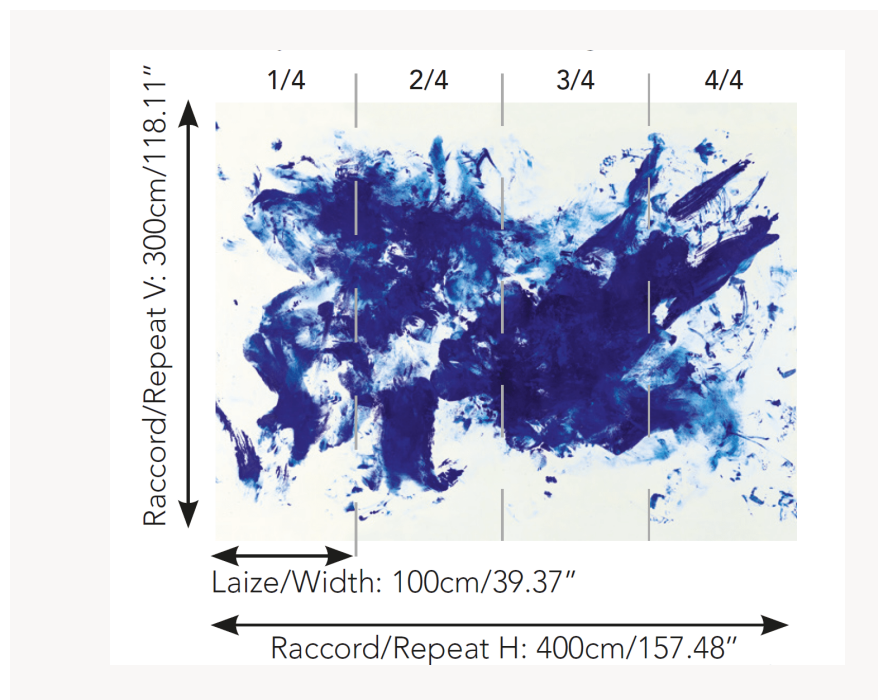 1/4 2/4 3/4 4/4
Raccord/Repeat V: 300cm/118.11”
Laize/Width: 100cm/39.37”
Raccord/Repeat H: 400cm/157.48”